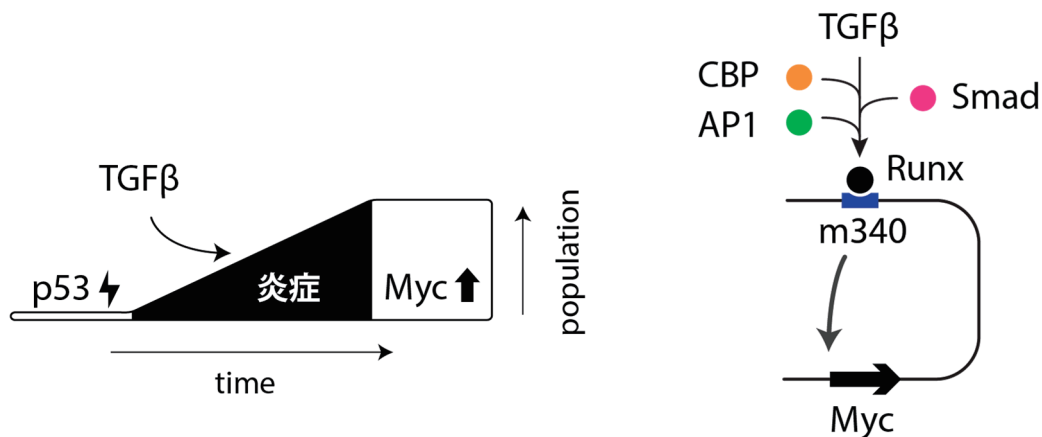 TGFβ
p53
炎症
Myc
population
time
TGFβ
CBP
Smad
AP1
Runx
m340
Myc